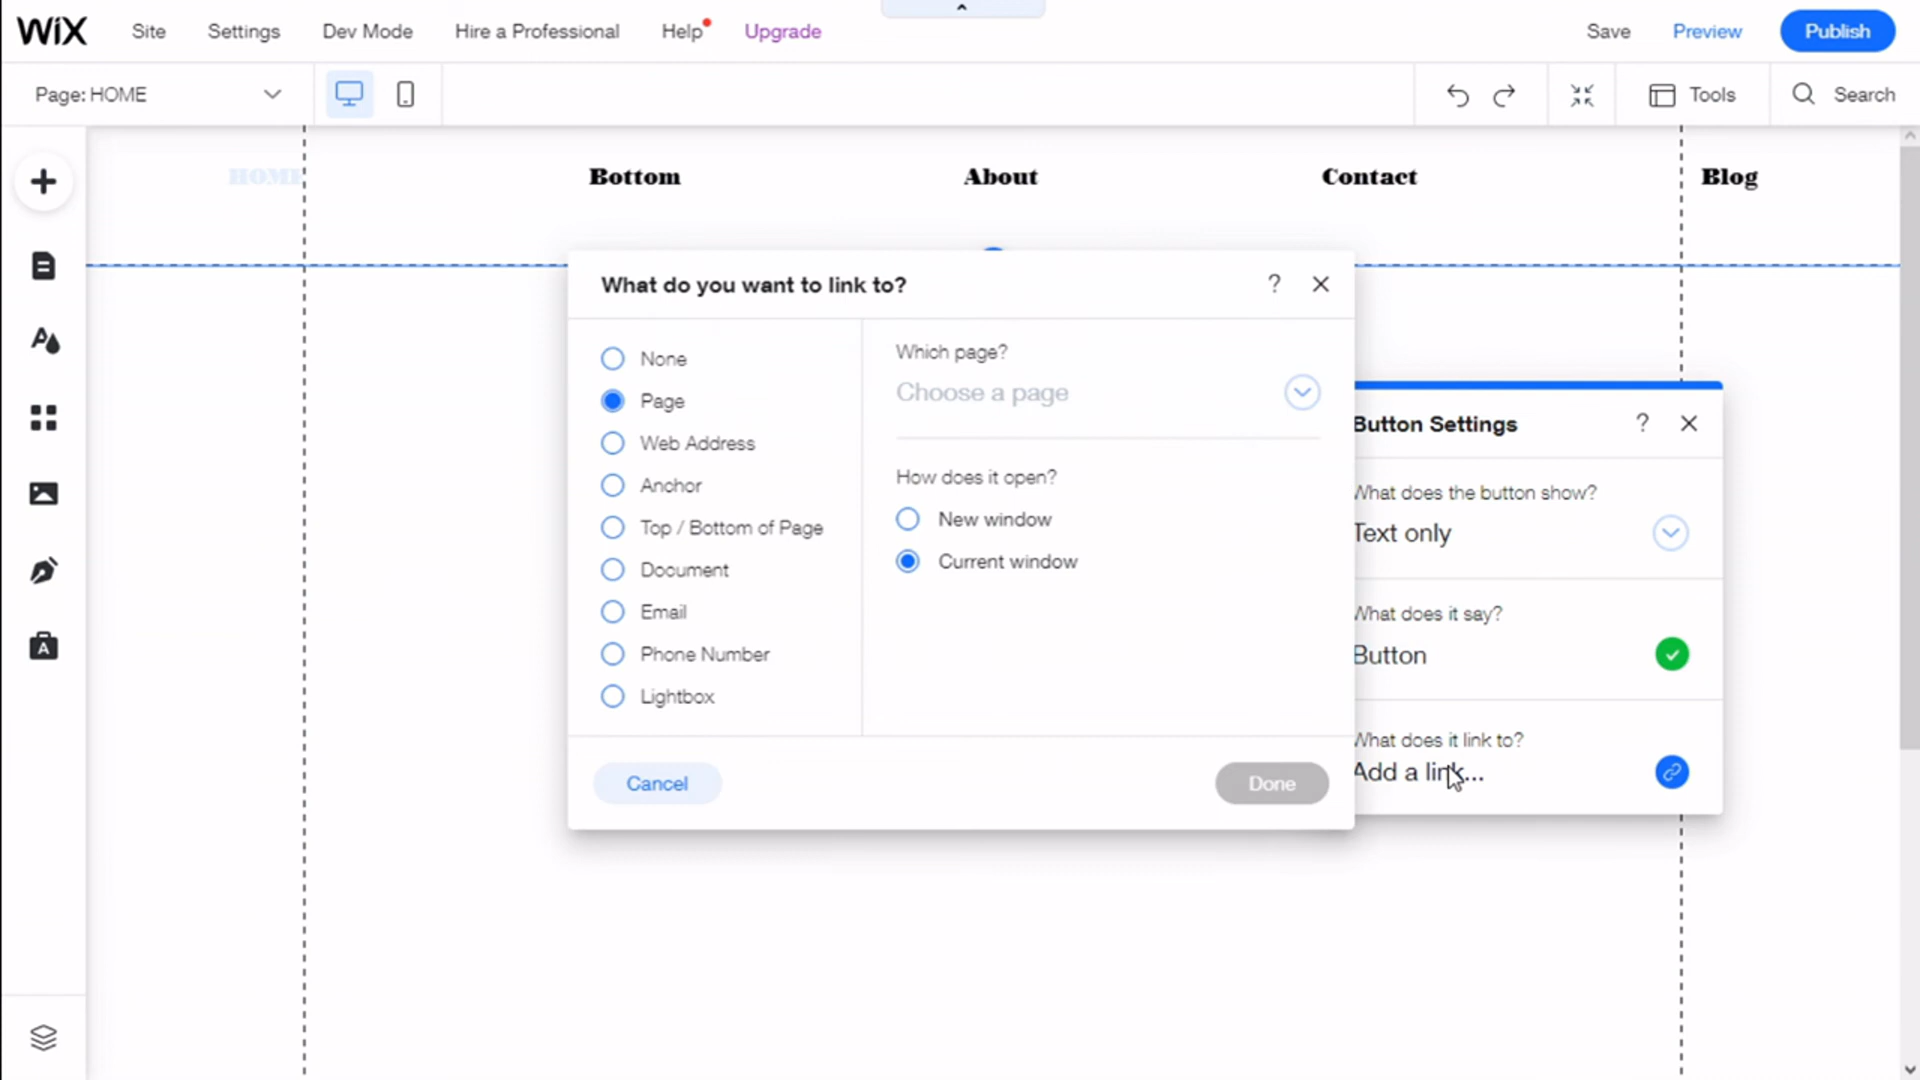 WiX Site Settings Dev Mode Hire a Professional Help Upgrade Save Preview Publish
Page: HOME Tools Search
HOME Bottom About Contact Blog
What do you want to link to? ?
None
Page
Web Address
Anchor
Top / Bottom of Page
Document
Email
Phone Number
Lightbox
Which page?
Choose a page
How does it open?
New window
Current window
Cancel Done
Button Settings ?
What does the button show?
Text only
What does it say?
Button
What does it link to?
Add a link...
A